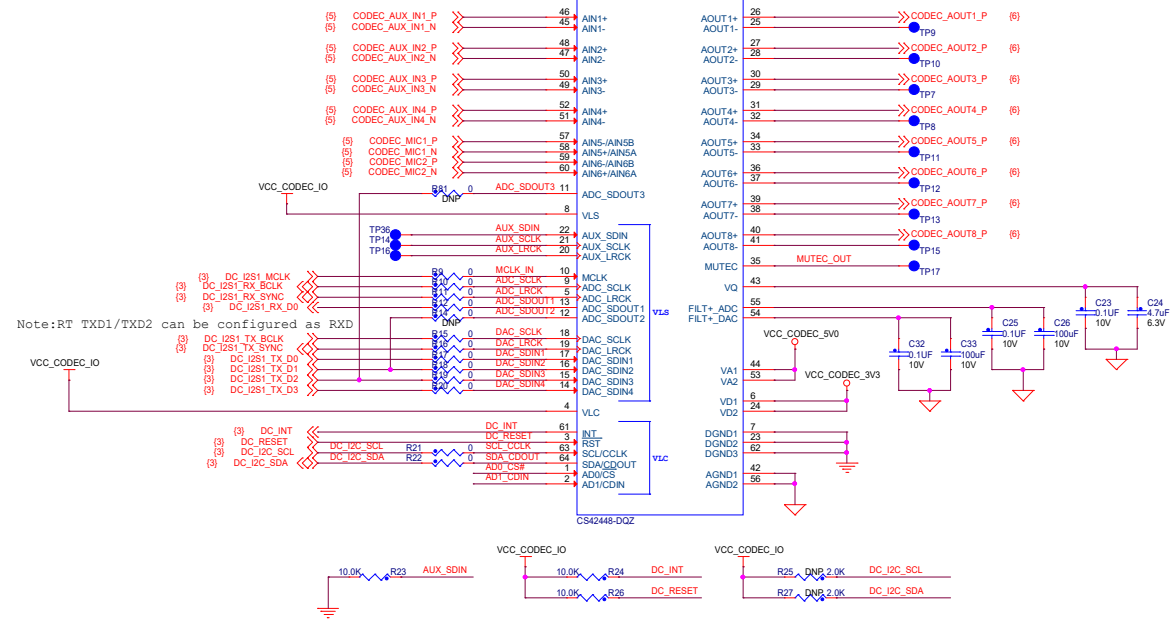 {5} CODEC_AUX_IN1_P 46 AIN1+ AOUT1+ 26 CODEC_AOUT1_P {6}
{5} CODEC_AUX_IN1_N 45 AIN1- AOUT1- 25 TP9
{5} CODEC_AUX_IN2_P 48 AIN2+ AOUT2+ 27 CODEC_AOUT2_P {6}
{5} CODEC_AUX_IN2_N 47 AIN2- AOUT2- 28 TP10
{5} CODEC_AUX_IN3_P 50 AIN3+ AOUT3+ 30 CODEC_AOUT3_P {6}
{5} CODEC_AUX_IN3_N 49 AIN3- AOUT3- 29 TP7
{5} CODEC_AUX_IN4_P 52 AIN4+ AOUT4+ 31 CODEC_AOUT4_P {6}
{5} CODEC_AUX_IN4_N 51 AIN4- AOUT4- 32 TP8
{5} CODEC_MIC1_P 57 AIN5-/AIN5B AOUT5+ 34 CODEC_AOUT5_P {6}
{5} CODEC_MIC1_N 58 AIN5+/AIN5A AOUT5- 33 TP11
{5} CODEC_MIC2_P 59 AIN6-/AIN6B AOUT6+ 36 CODEC_AOUT6_P {6}
{5} CODEC_MIC2_N 60 AIN6+/AIN6A AOUT6- 37 TP12
VCC_CODEC_IO R81 0 DNP ADC_SDOUT3 11 ADC_SDOUT3 AOUT7+ 39 CODEC_AOUT7_P {6}
8 VLS AOUT7- 38 TP13
TP36 AUX_SDIN 22 AUX_SDIN AOUT8+ 40 CODEC_AOUT8_P {6}
TP14 AUX_SCLK 21 AUX_SCLK AOUT8- 41 TP15
TP16 AUX_LRCK 20 AUX_LRCK MUTEC 35 MUTEC_OUT TP17
{3} DC_I2S1_MCLK R9 0 MCLK_IN 10 MCLK VQ 43
{3} DC_I2S1_RX_BCLK R10 0 ADC_SCLK 9 ADC_SCLK
{3} DC_I2S1_RX_SYNC R11 0 ADC_LRCK 5 ADC_LRCK
{3} DC_I2S1_RX_D0 R12 0 ADC_SDOUT1 13 ADC_SDOUT1 VLS FILT+_ADC 55
R14 0 DNP ADC_SDOUT2 12 ADC_SDOUT2 FILT+_DAC 54
C23 0.1UF 10V
C24 4.7uF 6.3V
C25 0.1UF 10V
C26 100uF 10V
Note:RT TXD1/TXD2 can be configured as RXD
{3} DC_I2S1_TX_BCLK R15 0 DAC_SCLK 18 DAC_SCLK VCC_CODEC_5V0
{3} DC_I2S1_TX_SYNC R16 0 DAC_LRCK 19 DAC_LRCK
C32 0.1UF 10V
C33 100uF 10V
VCC_CODEC_IO
{3} DC_I2S1_TX_D0 R17 0 DAC_SDIN1 17 DAC_SDIN1
{3} DC_I2S1_TX_D1 R18 0 DAC_SDIN2 16 DAC_SDIN2 VA1 44
{3} DC_I2S1_TX_D2 R19 0 DAC_SDIN3 15 DAC_SDIN3 VA2 53 VCC_CODEC_3V3
{3} DC_I2S1_TX_D3 R20 0 DAC_SDIN4 14 DAC_SDIN4
VD1 6
4 VLC VD2 24
{3} DC_INT DC_INT 61 INT DGND1 7
{3} DC_RESET DC_RESET 3 RST DGND2 23
{3} DC_I2C_SCL DC_I2C_SCL R21 0 SCL_CCLK 63 SCL/CCLK DGND3 62
{3} DC_I2C_SDA DC_I2C_SDA R22 0 SDA_CDOUT 64 SDA/CDOUT VLC
AD0_CS# 1 AD0/CS AGND1 42
AD1_CDIN 2 AD1/CDIN AGND2 56
CS42448-DQZ
VCC_CODEC_IO VCC_CODEC_IO
10.0K R23 AUX_SDIN 10.0K R24 DC_INT R25 DNP 2.0K DC_I2C_SCL
10.0K R26 DC_RESET R27 DNP 2.0K DC_I2C_SDA